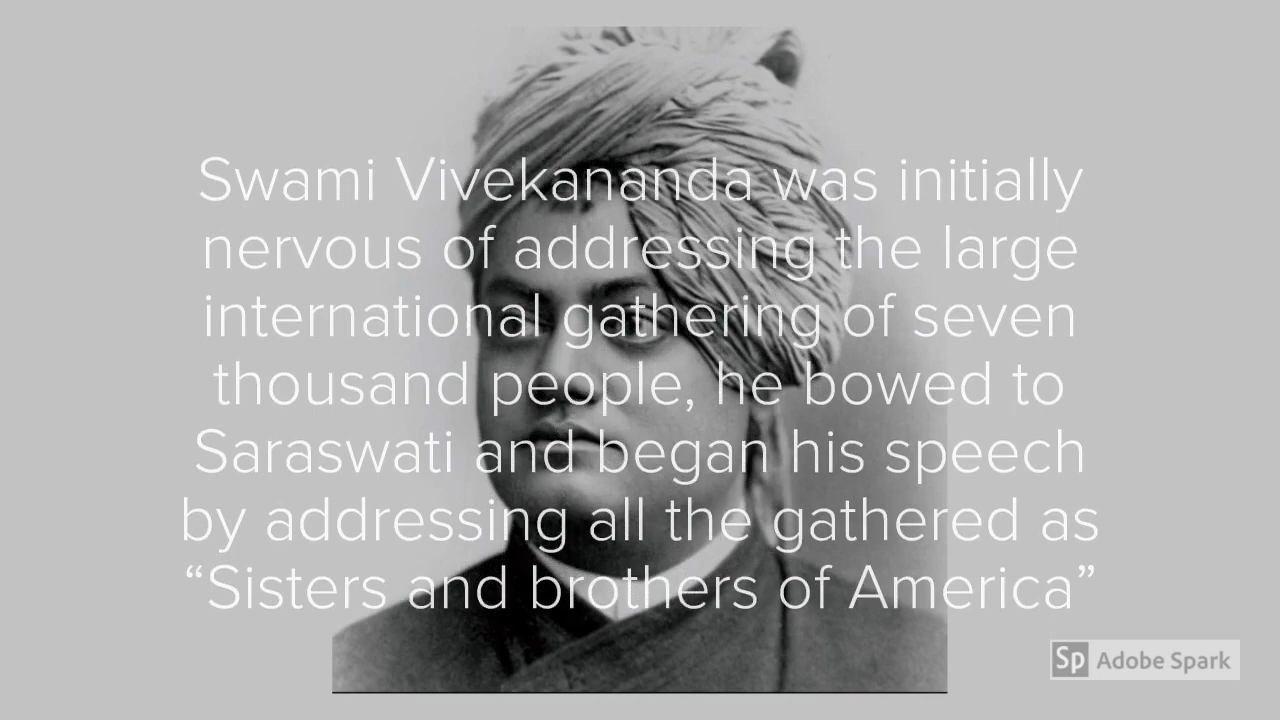 Swami Vivekananda was initially
nervous of addressing the large
international gathering of seven
thousand people, he bowed to
Saraswati and began his speech
by addressing all the gathered as
“Sisters and brothers of America”
Sp Adobe Spark